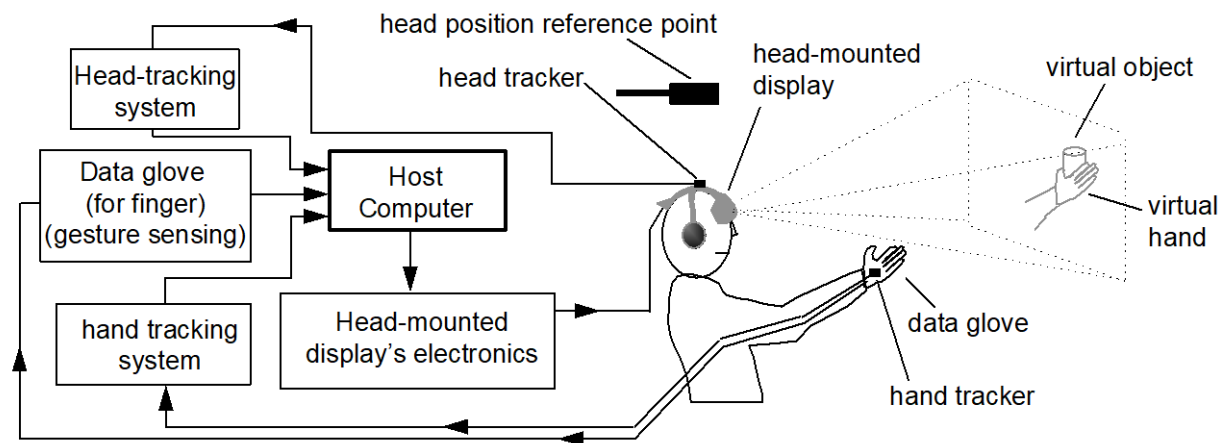 head position reference point
head tracker
head-mounted
display
virtual object
Head-tracking
system
Data glove
(for finger)
(gesture sensing)
Host
Computer
virtual
hand
hand tracking
system
Head-mounted
display’s electronics
data glove
hand tracker